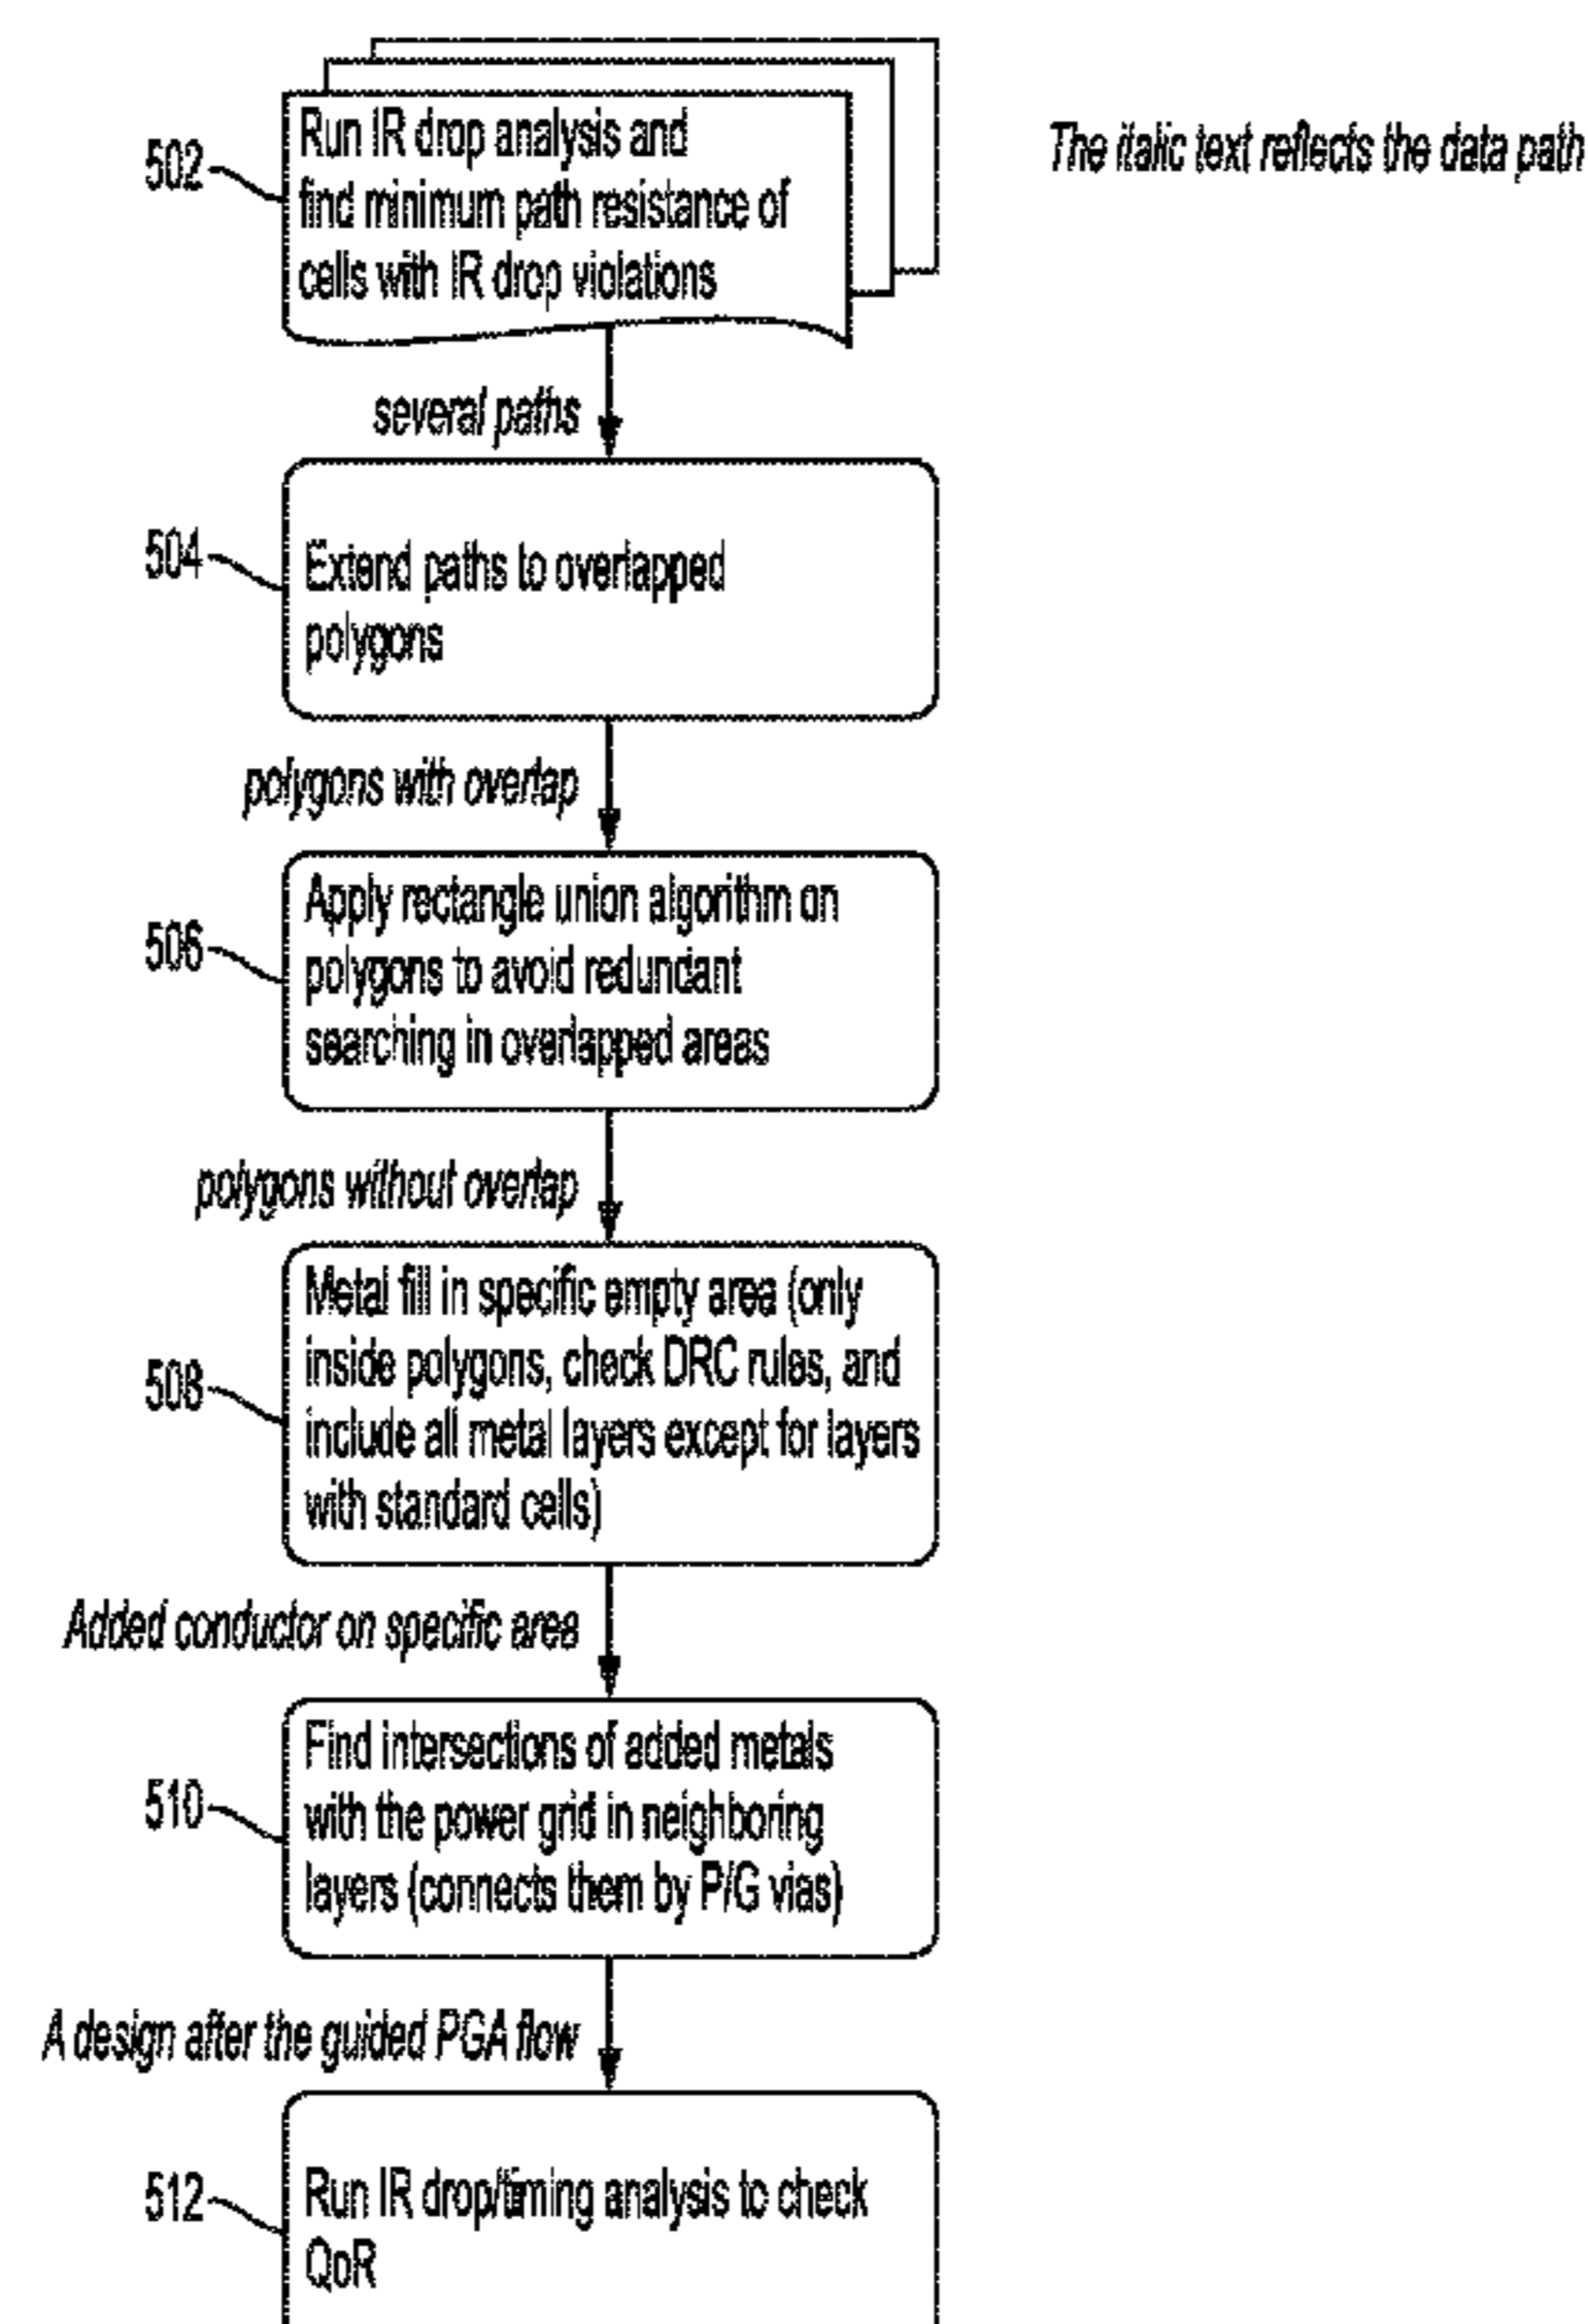 502
Run IR drop analysis and
find minimum path resistance of
cells with IR drop violations
The italic text reflects the data path
several paths
504
Extend paths to overlapped
polygons
polygons with overlap
506
Apply rectangle union algorithm on
polygons to avoid redundant
searching in overlapped areas
polygons without overlap
508
Metal fill in specific empty area (only
inside polygons, check DRC rules, and
include all metal layers except for layers
with standard cells)
Added conductor on specific area
510
Find intersections of added metals
with the power grid in neighboring
layers (connects them by P/G vias)
A design after the guided PGA flow
512
Run IR drop/timing analysis to check
QoR